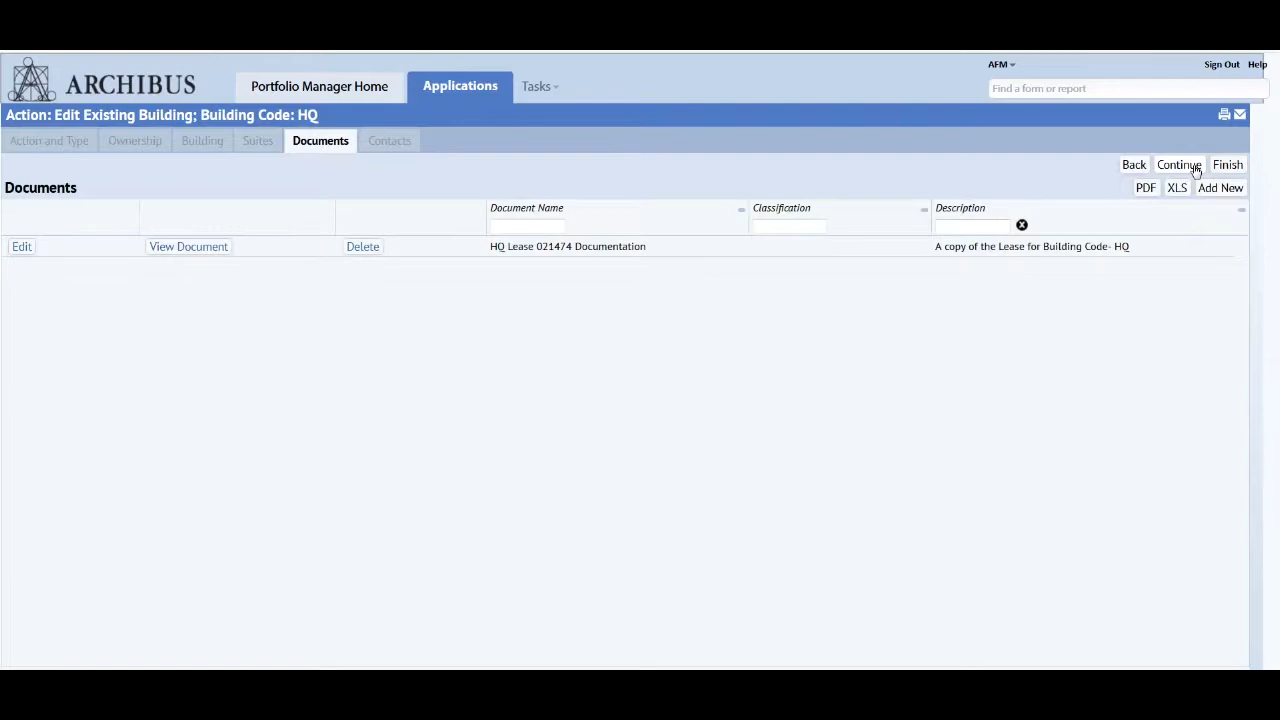 ARCHIBUS
Portfolio Manager Home
Applications
Tasks
AFM
Sign Out
Help
Find a form or report
Action: Edit Existing Building; Building Code: HQ
Action and Type
Ownership
Building
Suites
Documents
Contacts
Back
Continue
Finish
Documents
PDF
XLS
Add New
Document Name
Classification
Description
Edit
View Document
Delete
HQ Lease 021474 Documentation
A copy of the Lease for Building Code- HQ